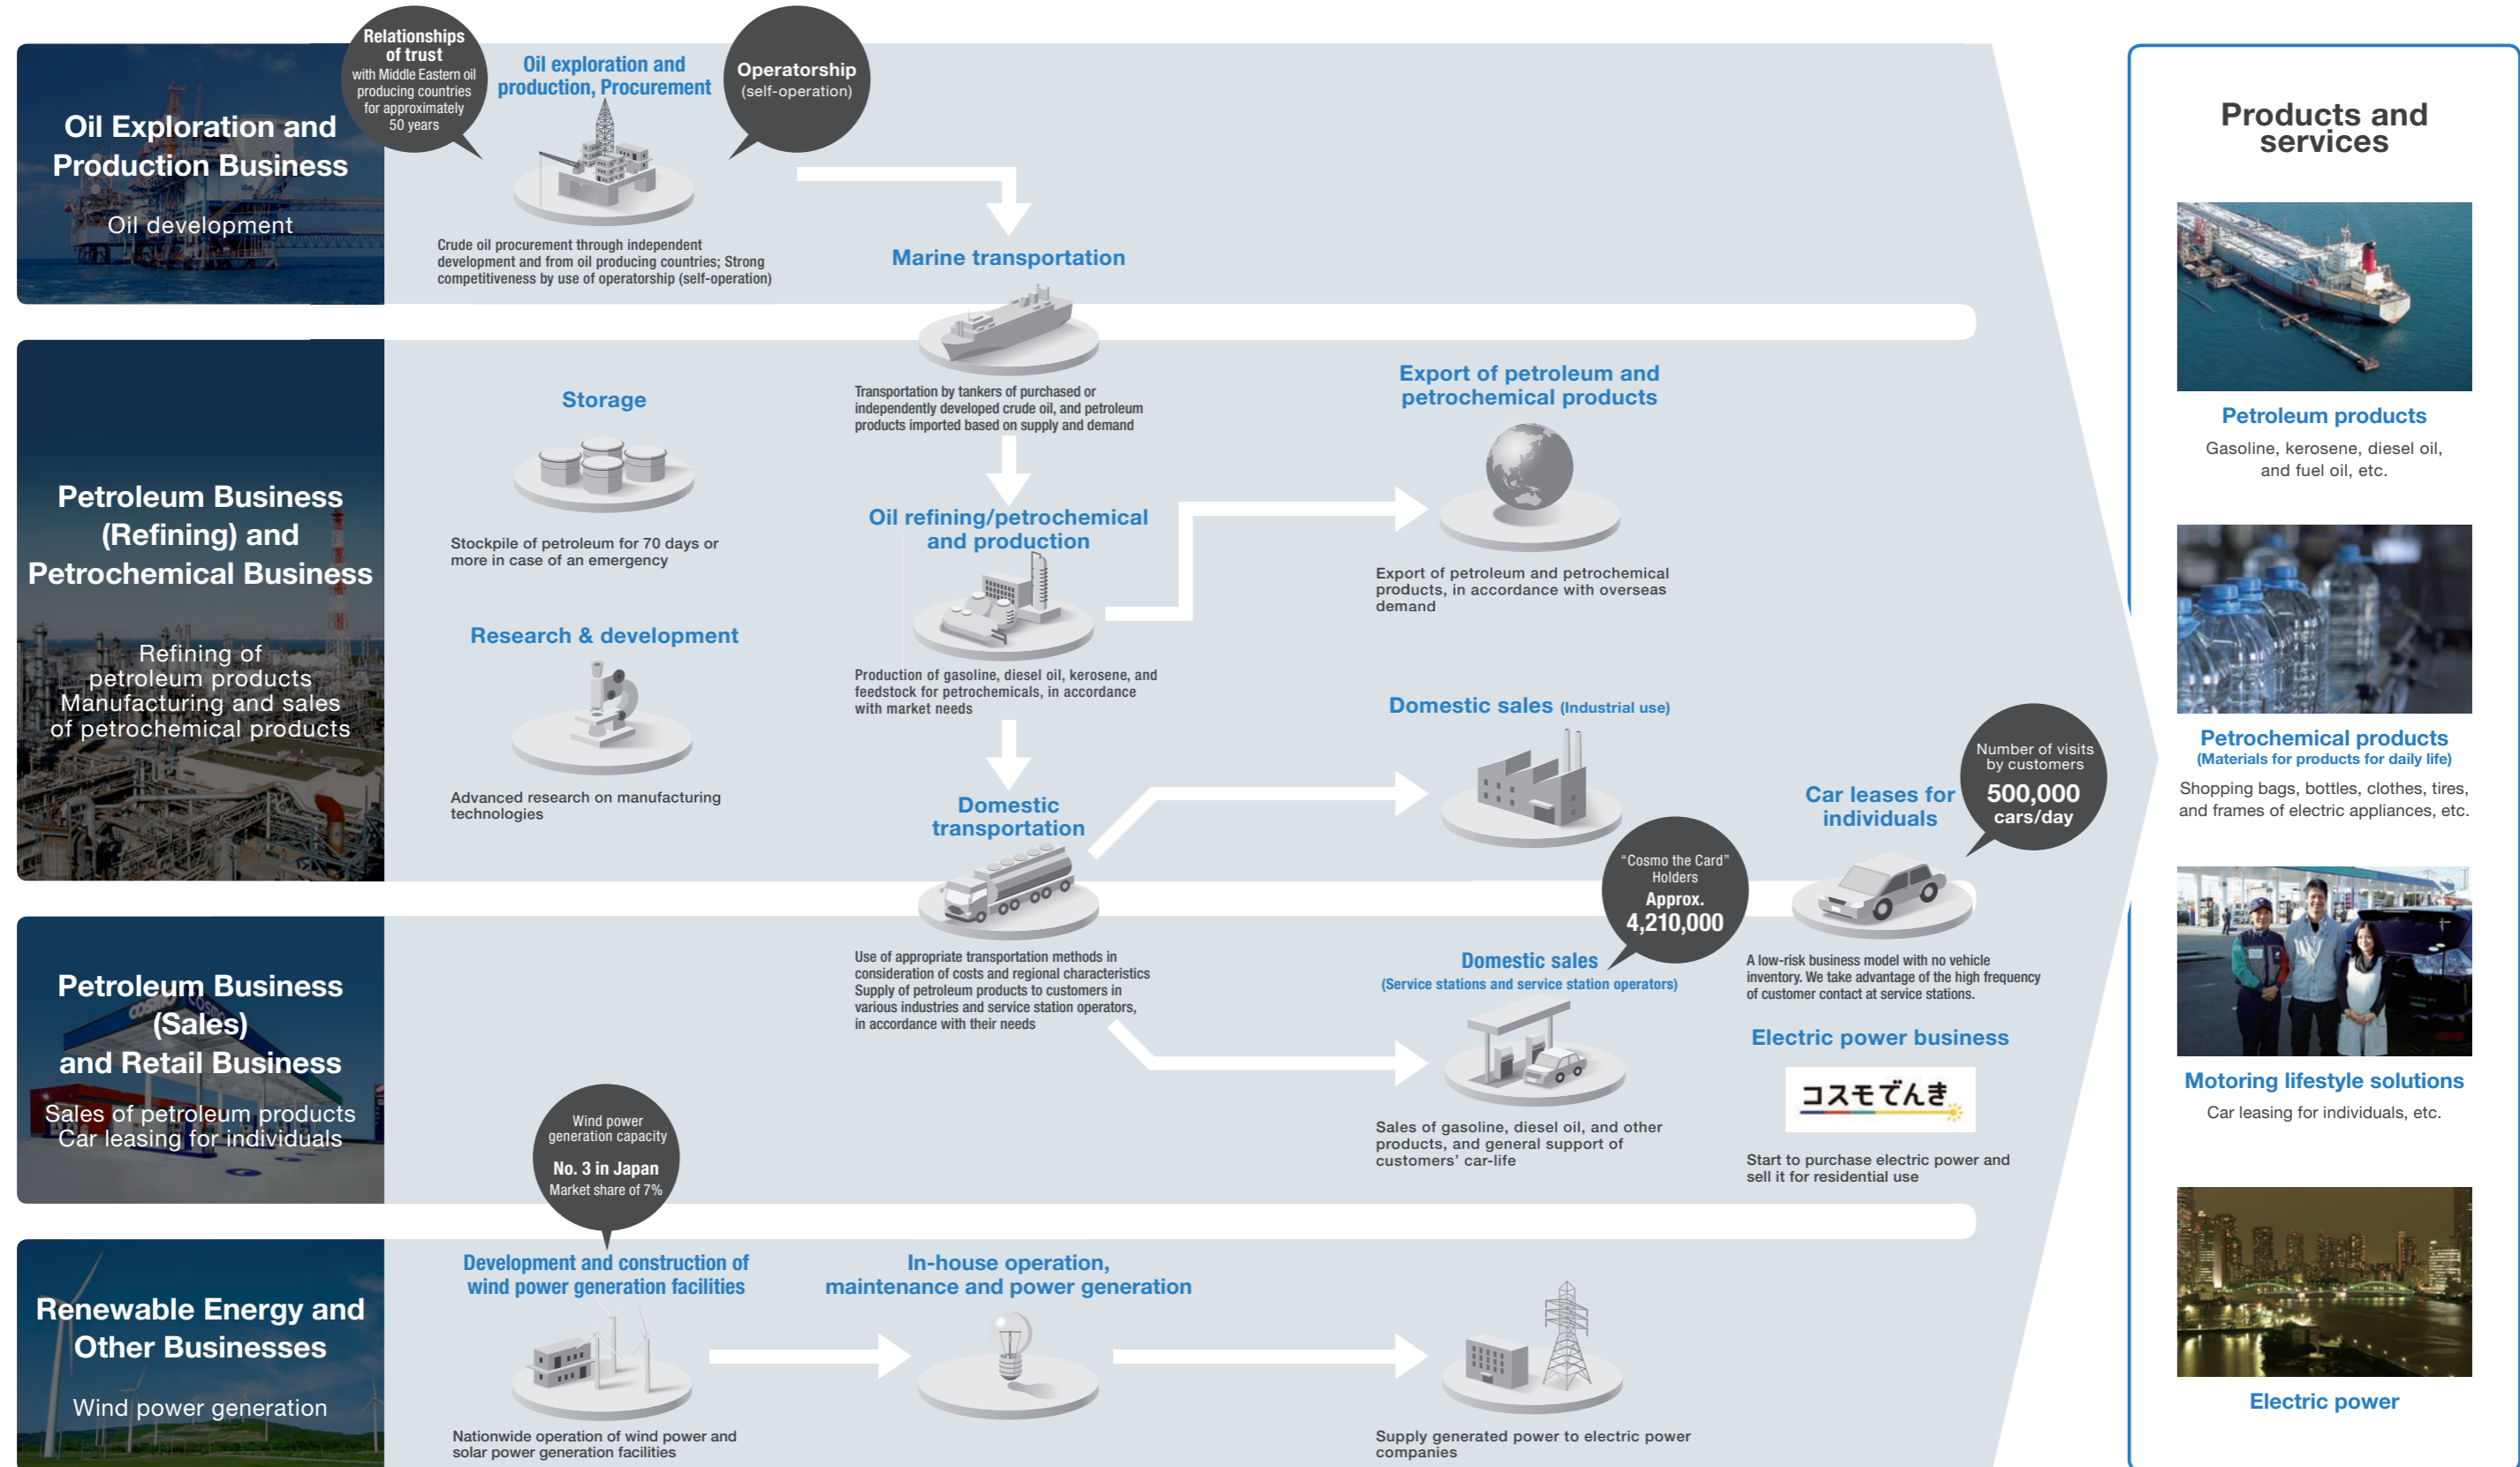 Oil Exploration and
Production Business
Oil development
Relationships
of trust
with Middle Eastern oil
producing countries
for approximately
50 years
Oil exploration and
production, Procurement
Operatorship
(self-operation)
Crude oil procurement through independent
development and from oil producing countries; Strong
competitiveness by use of operatorship (self-operation)
Marine transportation
Transportation by tankers of purchased or
independently developed crude oil, and petroleum
products imported based on supply and demand
Petroleum Business
(Refining) and
Petrochemical Business
Refining of
petroleum products
Manufacturing and sales
of petrochemical products
Storage
Stockpile of petroleum for 70 days or
more in case of an emergency
Research & development
Advanced research on manufacturing
technologies
Oil refining/petrochemical
and production
Production of gasoline, diesel oil, kerosene, and
feedstock for petrochemicals, in accordance
with market needs
Export of petroleum and
petrochemical products
Export of petroleum and petrochemical
products, in accordance with overseas
demand
Domestic
transportation
Use of appropriate transportation methods in
consideration of costs and regional characteristics
Supply of petroleum products to customers in
various industries and service station operators,
in accordance with their needs
Domestic sales (Industrial use)
Car leases for
individuals
Number of visits
by customers
500,000
cars/day
A low-risk business model with no vehicle
inventory. We take advantage of the high frequency
of customer contact at service stations.
Petroleum Business
(Sales)
and Retail Business
Sales of petroleum products
Car leasing for individuals
COSMO
COSMO
"Cosmo the Card"
Holders
Approx.
4,210,000
Domestic sales
(Service stations and service station operators)
Sales of gasoline, diesel oil, and other
products, and general support of
customers' car-life
Electric power business
コスモでんき
Start to purchase electric power and
sell it for residential use
Renewable Energy and
Other Businesses
Wind power generation
Wind power
generation capacity
No. 3 in Japan
Market share of 7%
Development and construction of
wind power generation facilities
Nationwide operation of wind power and
solar power generation facilities
In-house operation,
maintenance and power generation
Supply generated power to electric power
companies
Products and
services
Petroleum products
Gasoline, kerosene, diesel oil,
and fuel oil, etc.
Petrochemical products
(Materials for products for daily life)
Shopping bags, bottles, clothes, tires,
and frames of electric appliances, etc.
Motoring lifestyle solutions
Car leasing for individuals, etc.
Electric power